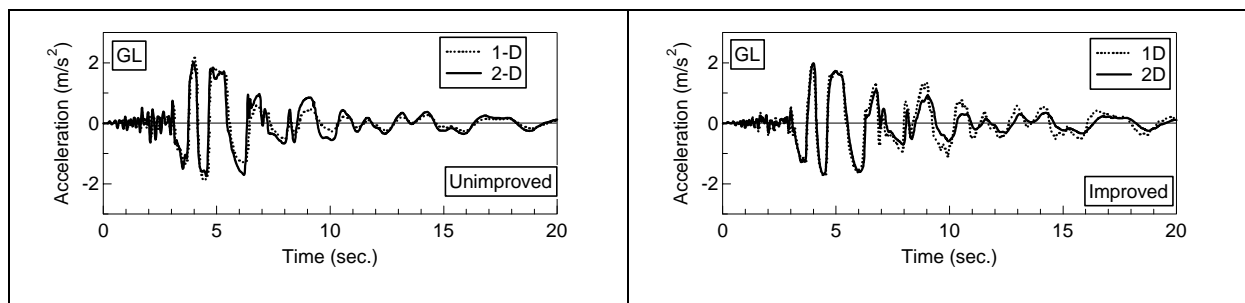 GL
1-D
2-D
Acceleration (m/s²)
2
0
-2
Unimproved
0 5 10 15 20
Time (sec.)
GL
1D
2D
Acceleration (m/s²)
2
0
-2
Improved
0 5 10 15 20
Time (sec.)